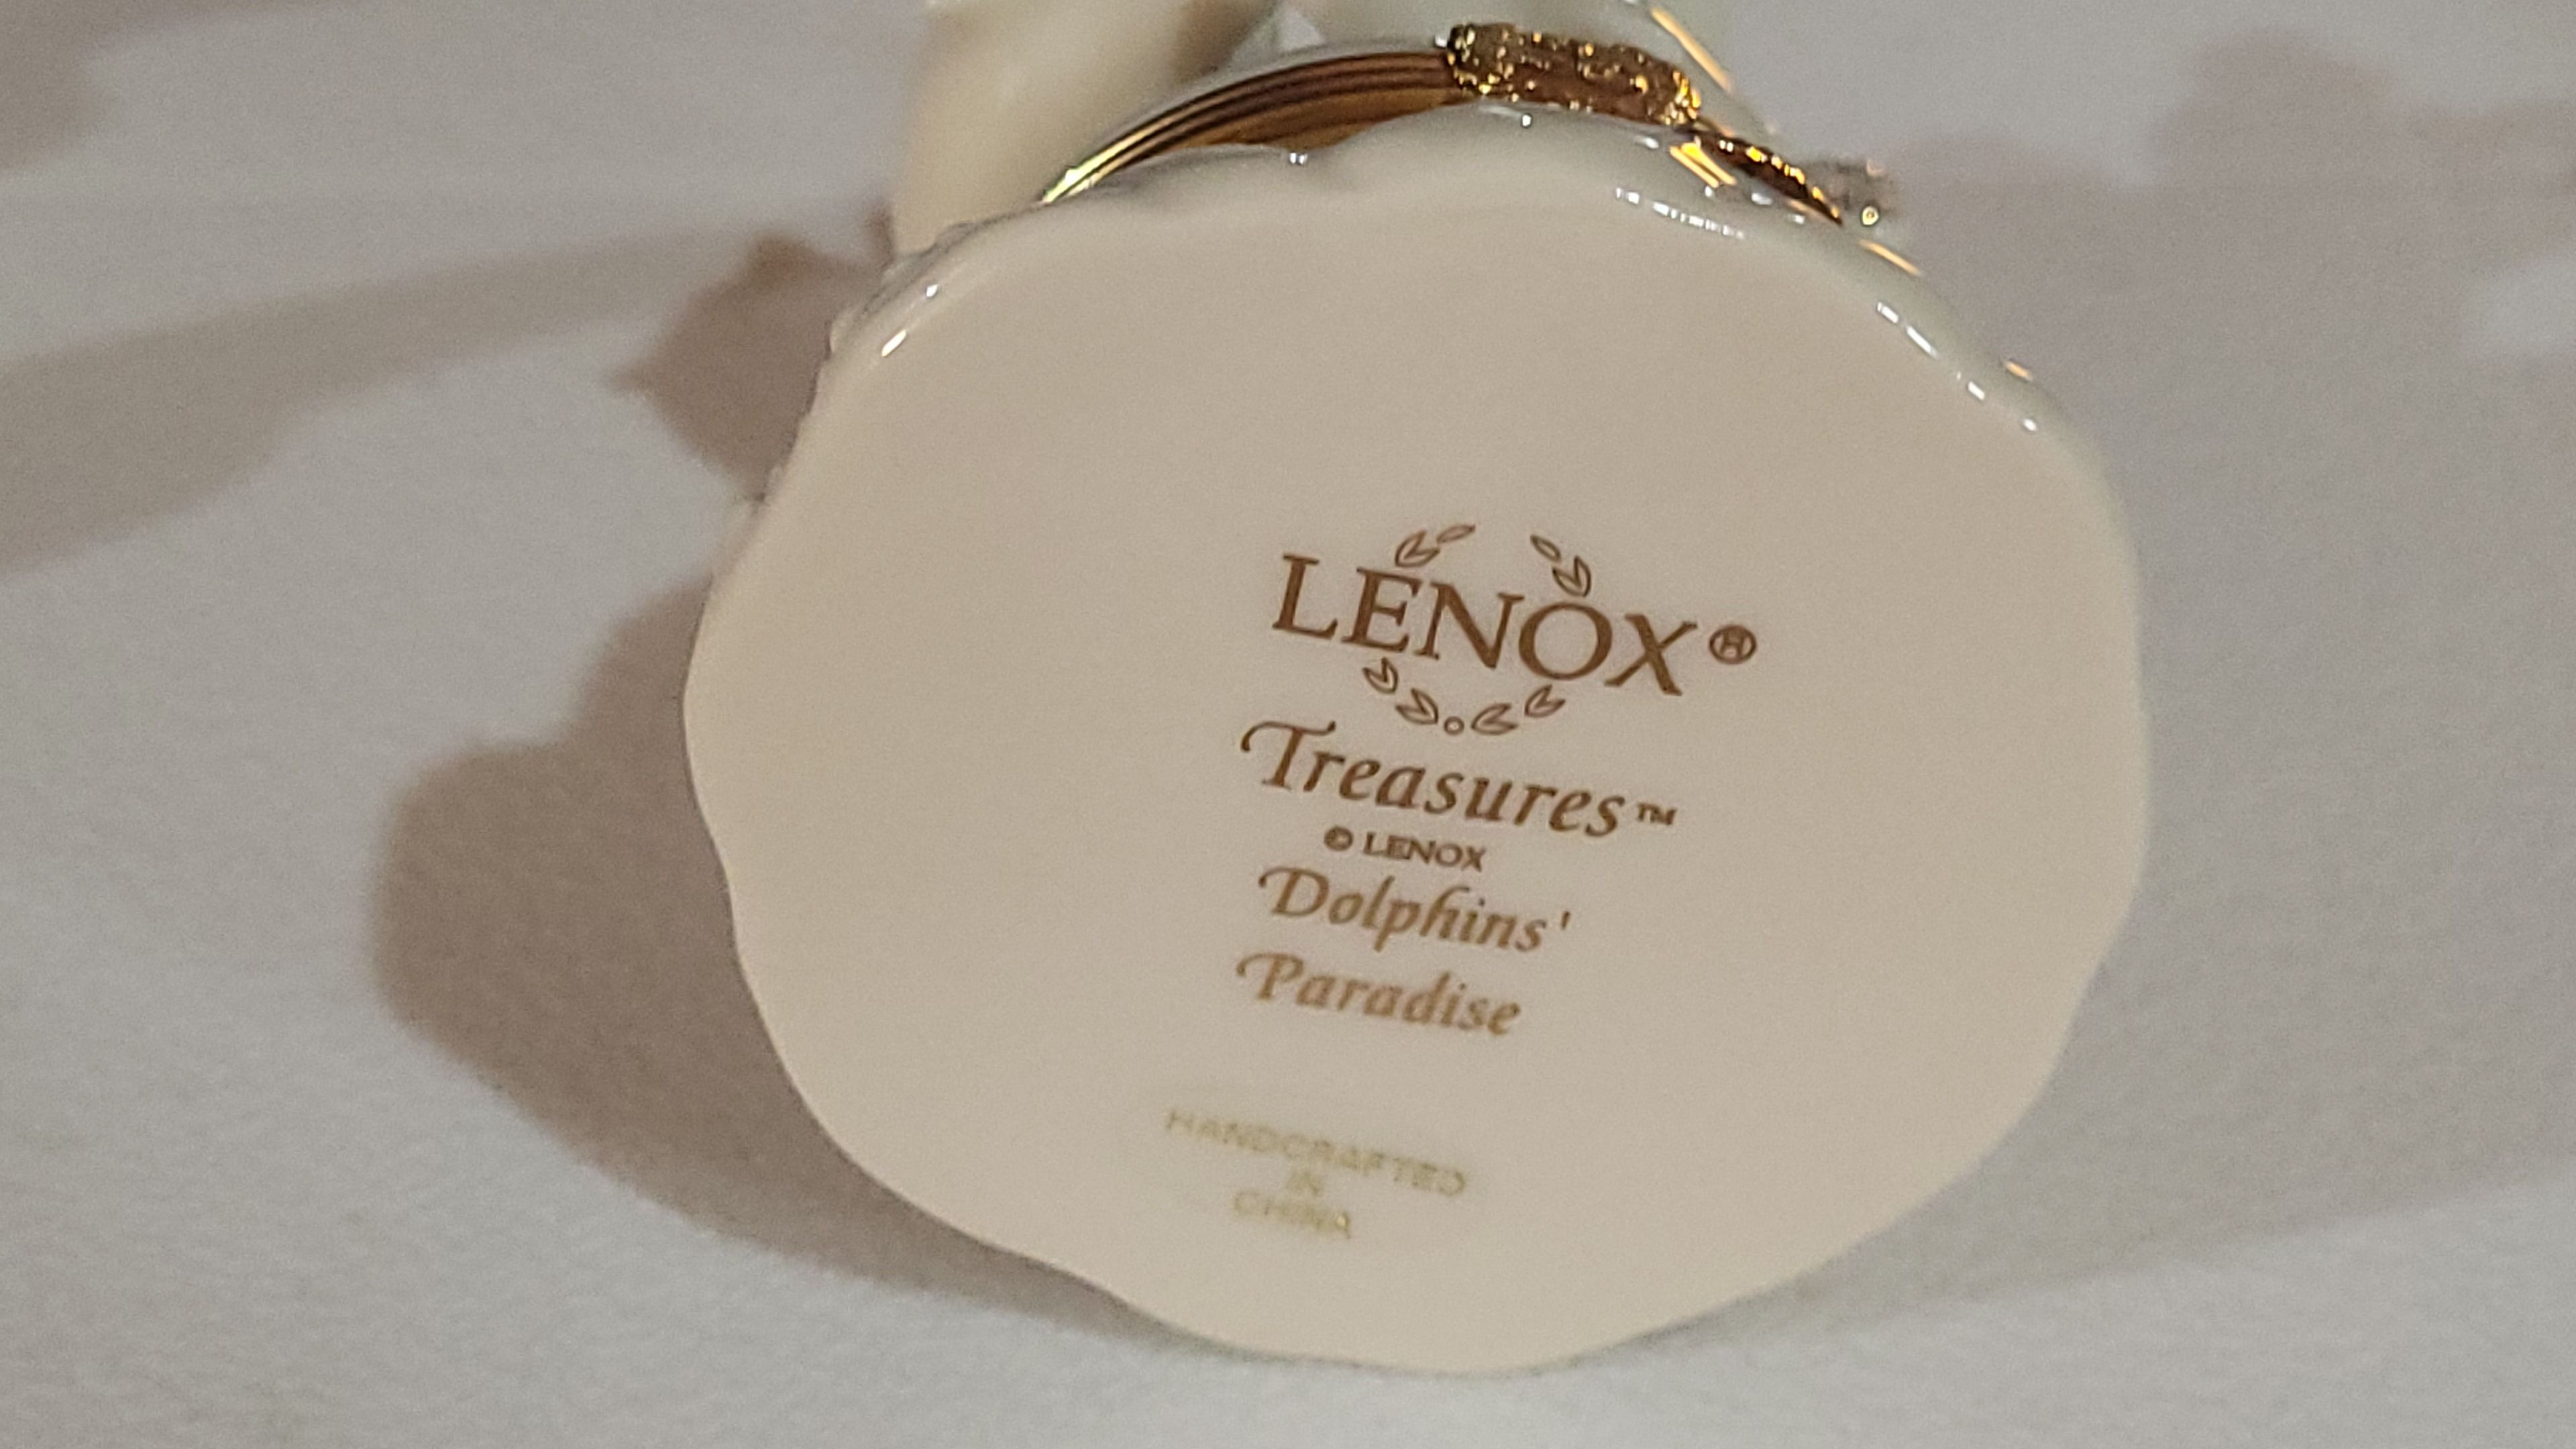 LENOX®
Treasures™
© LENOX
Dolphins'
Paradise
HANDCRAFTED
IN
CHINA